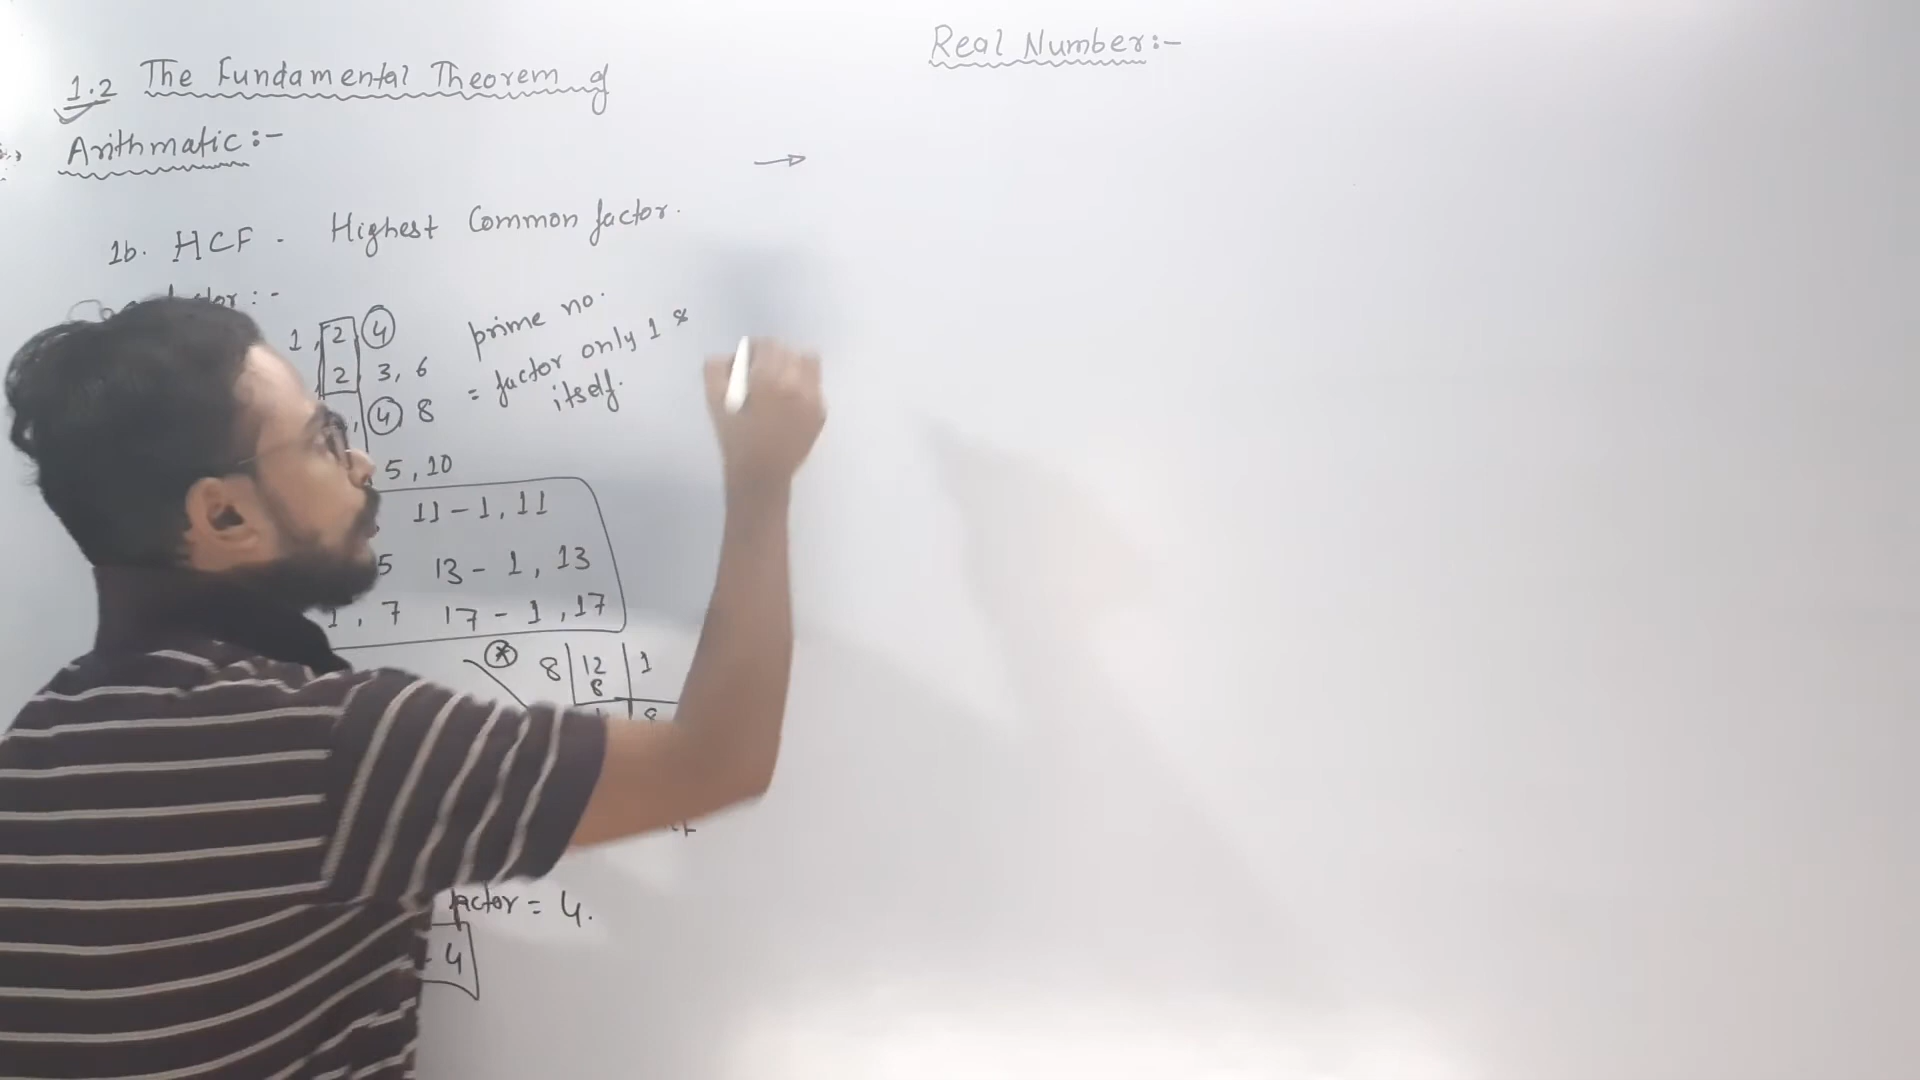 Real Number:-
1.2 The Fundamental Theorem of
Arithmatic:-
→
1b. HCF - Highest Common factor.
:-
1, 2, 4
2, 3, 6
, 4, 8
5, 10
prime no.
= factor only 1 &
itself.
11 - 1, 11
5 13 - 1, 13
1, 7 17 - 1, 17
* 8 | 12 | 1
8
8
factor = 4.
4